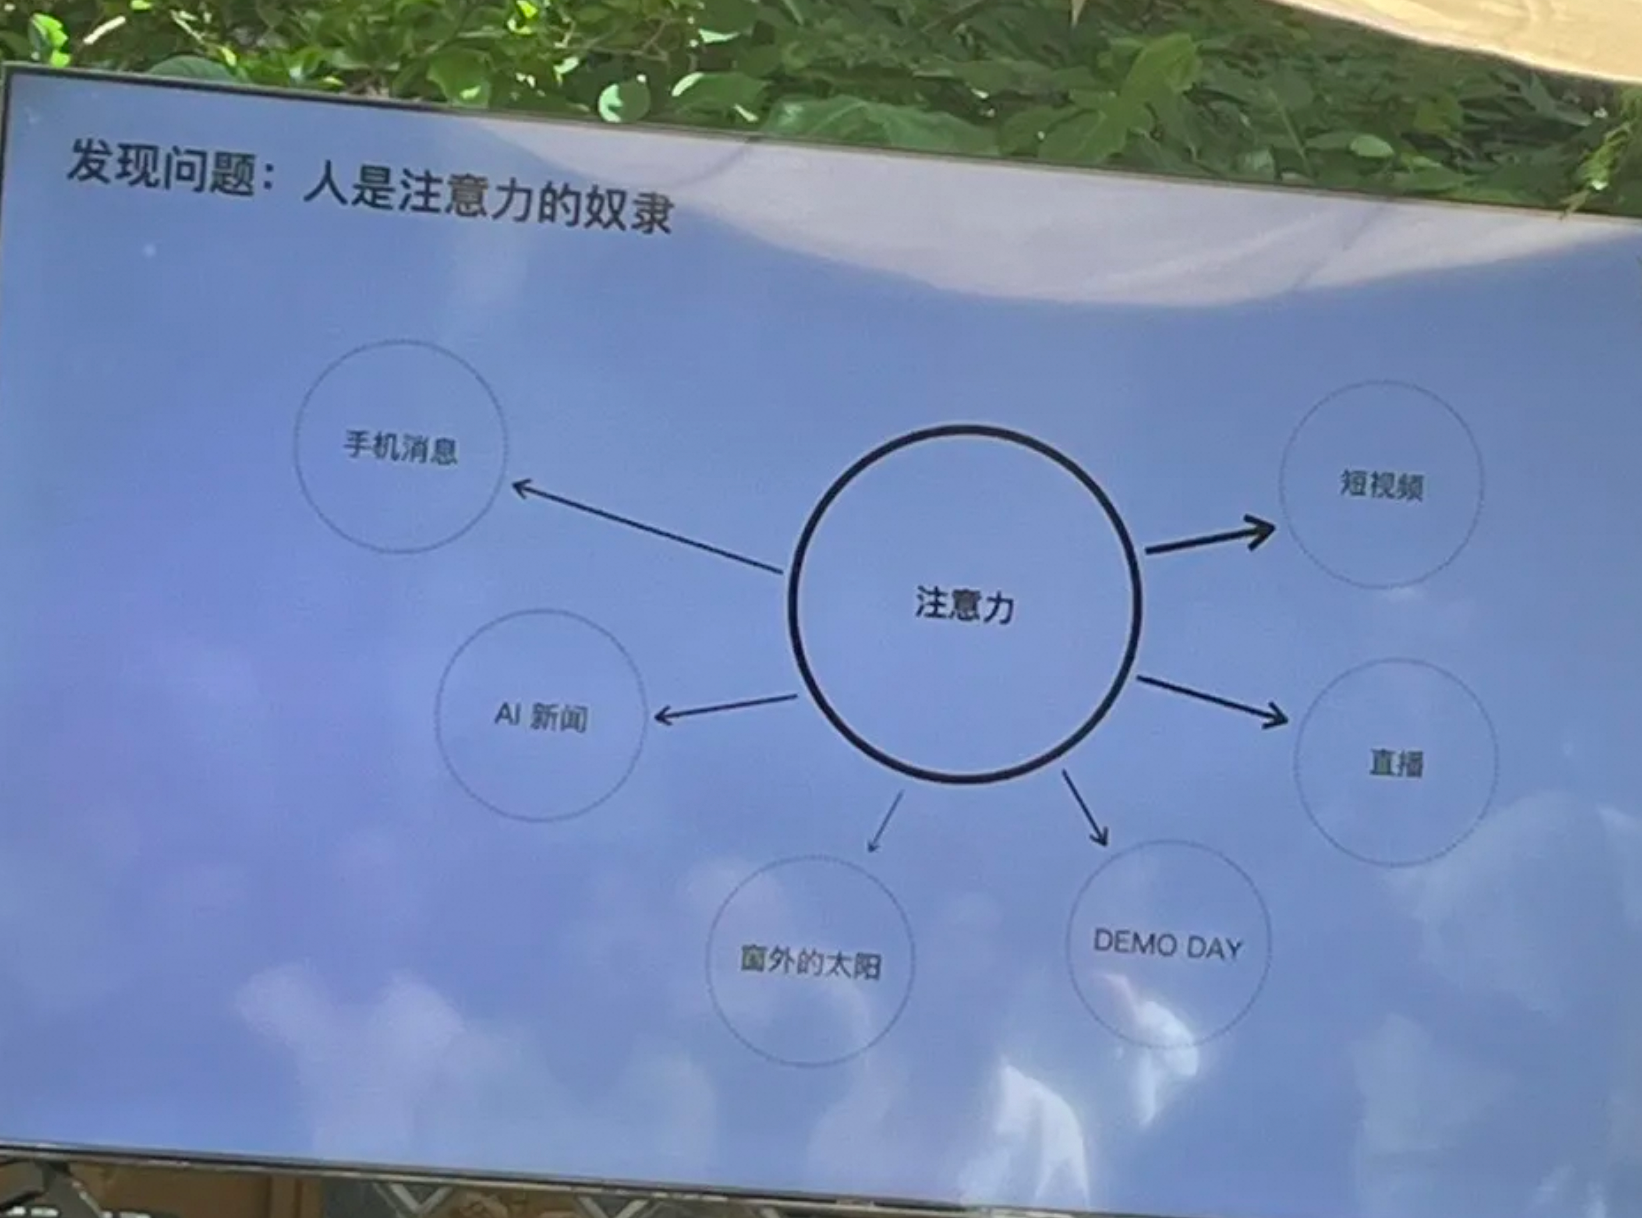 发现问题：人是注意力的奴隶
手机消息
短视频
注意力
AI 新闻
直播
窗外的太阳
DEMO DAY